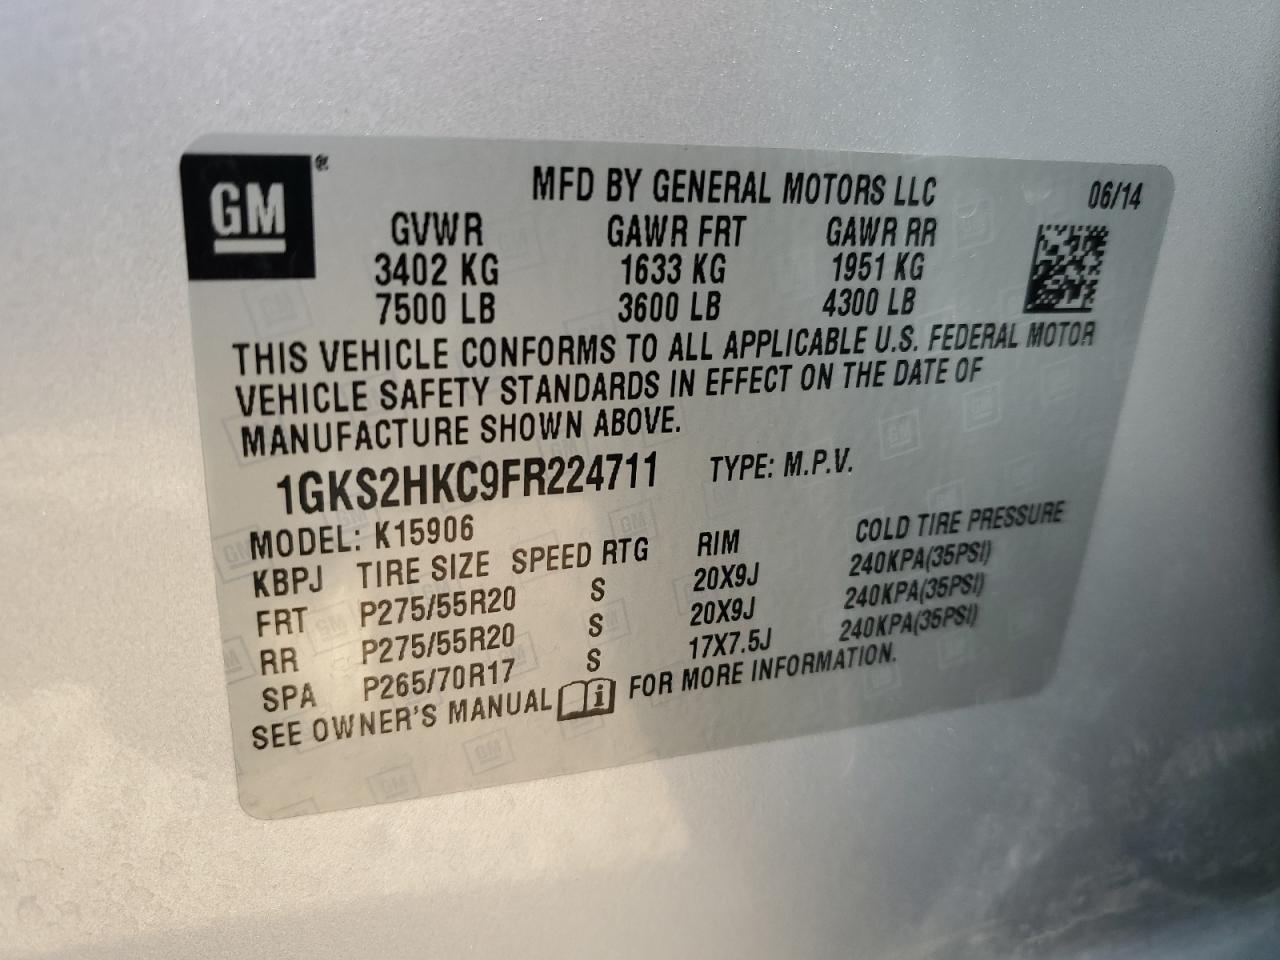 GM ®
MFD BY GENERAL MOTORS LLC 06/14
GVWR GAWR FRT GAWR RR
3402 KG 1633 KG 1951 KG
7500 LB 3600 LB 4300 LB
THIS VEHICLE CONFORMS TO ALL APPLICABLE U.S. FEDERAL MOTOR
VEHICLE SAFETY STANDARDS IN EFFECT ON THE DATE OF
MANUFACTURE SHOWN ABOVE.
1GKS2HKC9FR224711 TYPE: M.P.V.
MODEL: K15906
KBPJ TIRE SIZE SPEED RTG RIM COLD TIRE PRESSURE
FRT P275/55R20 S 20X9J 240KPA(35PSI)
RR P275/55R20 S 20X9J 240KPA(35PSI)
SPA P265/70R17 S 17X7.5J 240KPA(35PSI)
SEE OWNER'S MANUAL i FOR MORE INFORMATION.